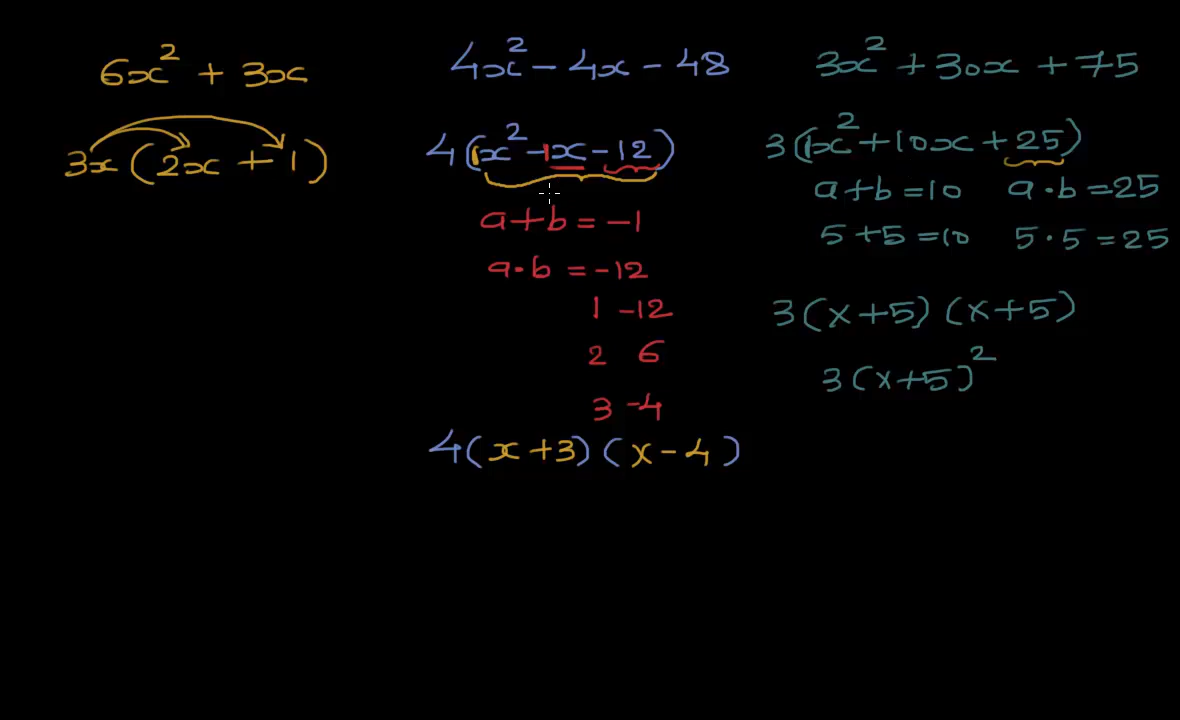 6x² + 3x
3x(2x + 1)
4x² - 4x - 48
4(1x² - 1x - 12)
a + b = -1
a · b = -12
1 -12
2 6
3 -4
4(x + 3)(x - 4)
3x² + 30x + 75
3(1x² + 10x + 25)
a + b = 10 a · b = 25
5 + 5 = 10 5 · 5 = 25
3(x + 5)(x + 5)
3(x + 5)²